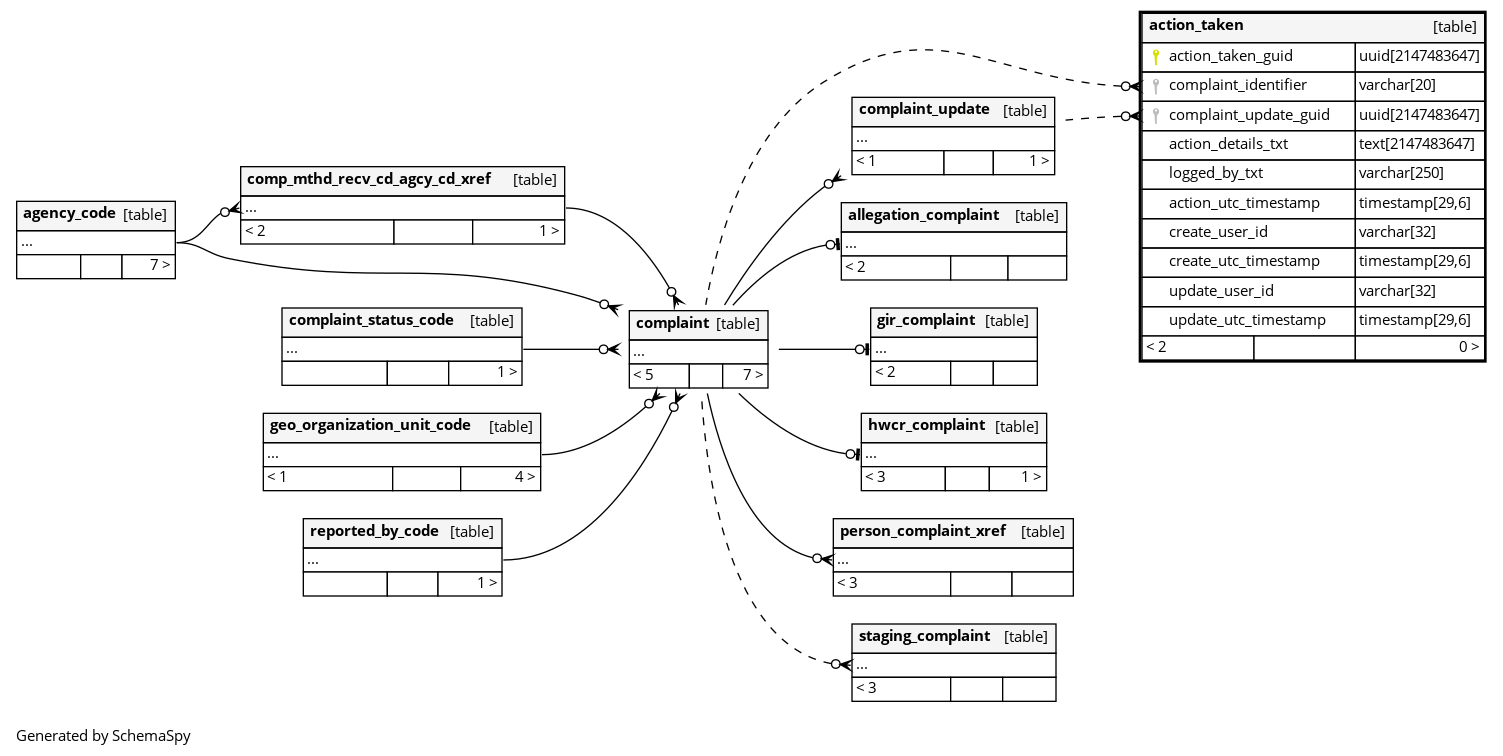 action_taken [table]
action_taken_guid uuid[2147483647]
complaint_identifier varchar[20]
complaint_update_guid uuid[2147483647]
action_details_txt text[2147483647]
logged_by_txt varchar[250]
action_utc_timestamp timestamp[29,6]
create_user_id varchar[32]
create_utc_timestamp timestamp[29,6]
update_user_id varchar[32]
update_utc_timestamp timestamp[29,6]
< 2 0 >
complaint_update [table]
...
< 1 1 >
comp_mthd_recv_cd_agcy_cd_xref [table]
...
< 2 1 >
agency_code [table]
...
7 >
allegation_complaint [table]
...
< 2
complaint_status_code [table]
...
1 >
complaint [table]
...
< 5 7 >
gir_complaint [table]
...
< 2
geo_organization_unit_code [table]
...
< 1 4 >
hwcr_complaint [table]
...
< 3 1 >
reported_by_code [table]
...
1 >
person_complaint_xref [table]
...
< 3
staging_complaint [table]
...
< 3
Generated by SchemaSpy